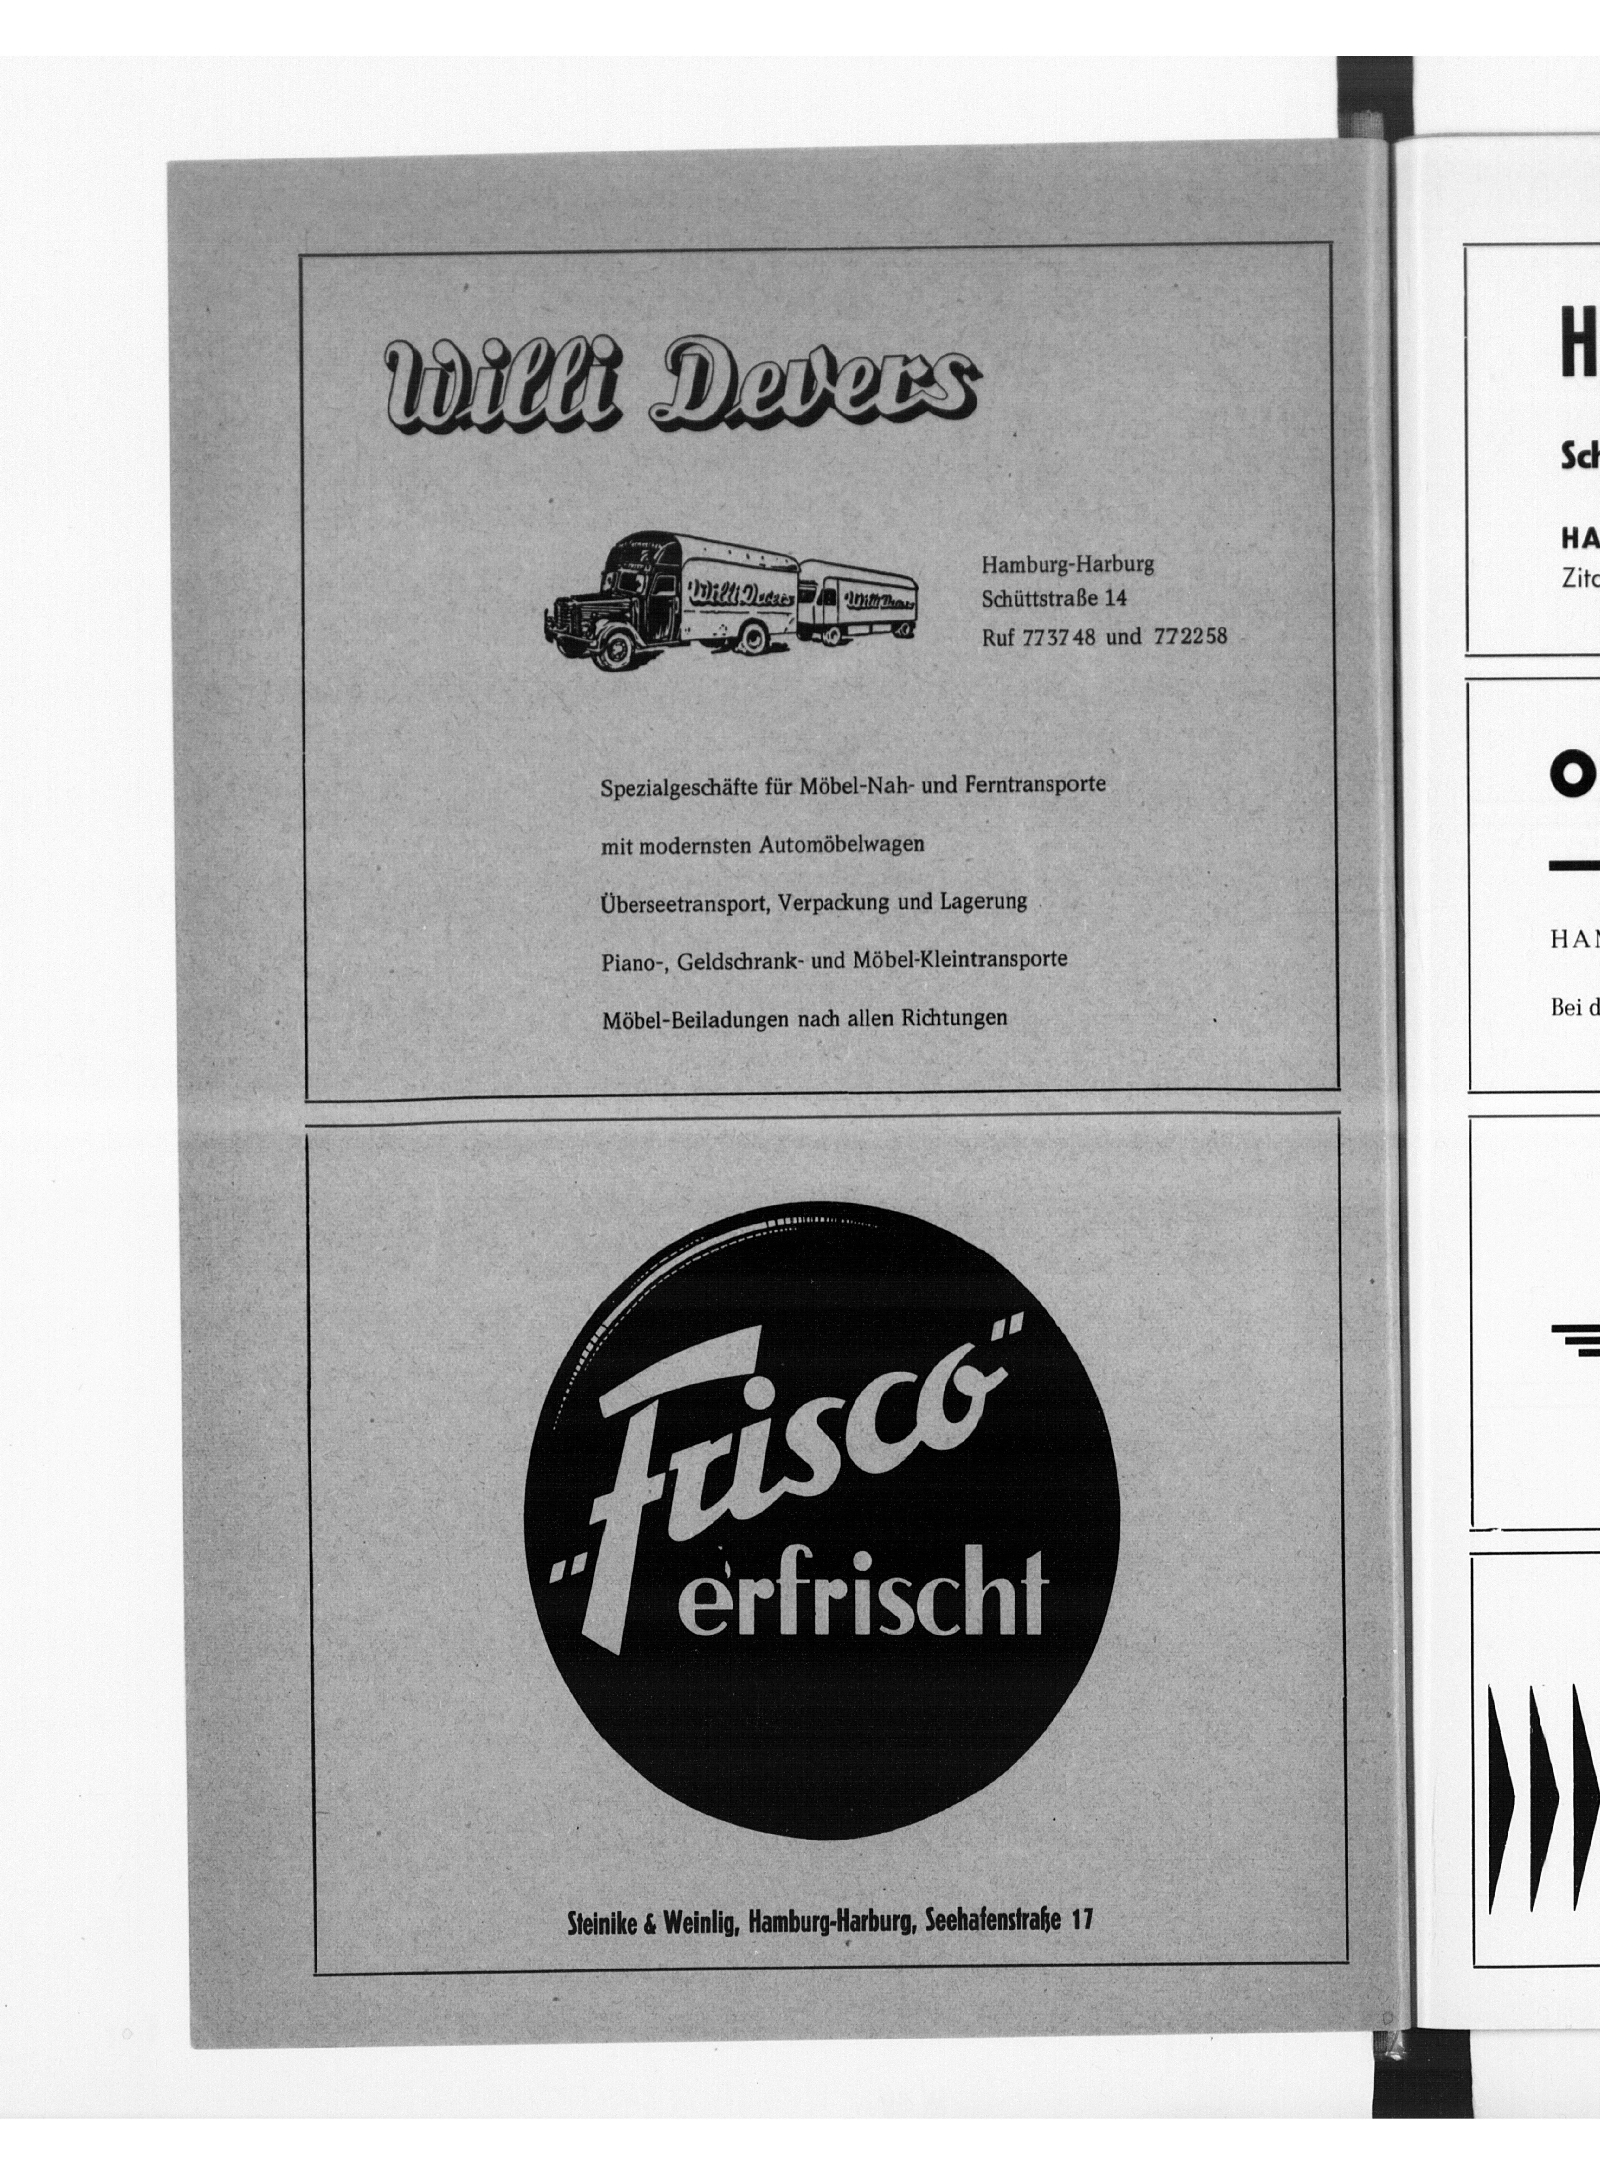 Willi Devers
Willi Devers
Willi Devers
Hamburg-Harburg
Schüttstraße 14
Ruf 773748 und 772258
Spezialgeschäfte für Möbel-Nah- und Ferntransporte
mit modernsten Automöbelwagen
Überseetransport, Verpackung und Lagerung
Piano-, Geldschrank- und Möbel-Kleintransporte
Möbel-Beiladungen nach allen Richtungen
"Frisco"
erfrischt
Steinike & Weinlig, Hamburg-Harburg, Seehafenstraße 17
H
Sch
HA
Bei d